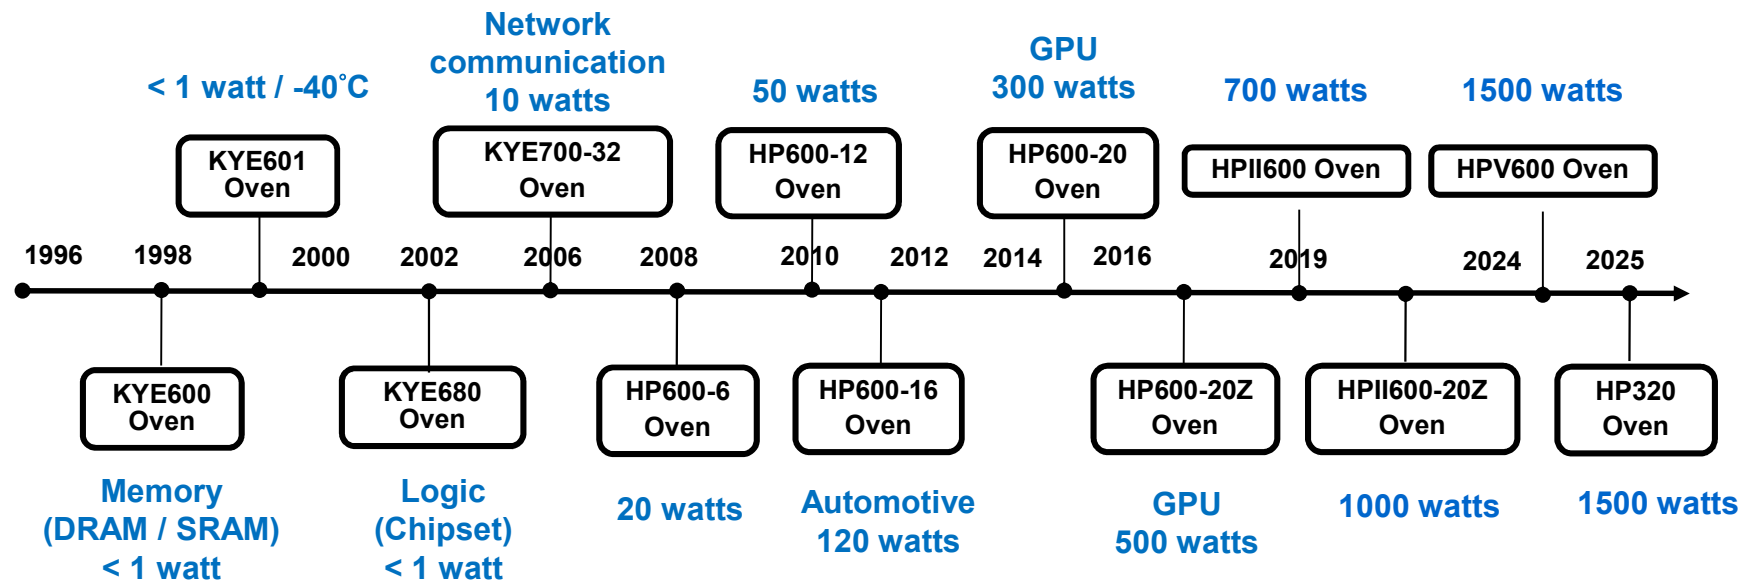 Network
communication
10 watts
< 1 watt / -40°C
50 watts
GPU
300 watts
700 watts
1500 watts
KYE601
Oven
KYE700-32
Oven
HP600-12
Oven
HP600-20
Oven
HPII600 Oven
HPV600 Oven
1996
1998
2000
2002
2006
2008
2010
2012
2014
2016
2019
2024
2025
KYE600
Oven
KYE680
Oven
HP600-6
Oven
HP600-16
Oven
HP600-20Z
Oven
HPII600-20Z
Oven
HP320
Oven
Memory
(DRAM / SRAM)
< 1 watt
Logic
(Chipset)
< 1 watt
20 watts
Automotive
120 watts
GPU
500 watts
1000 watts
1500 watts